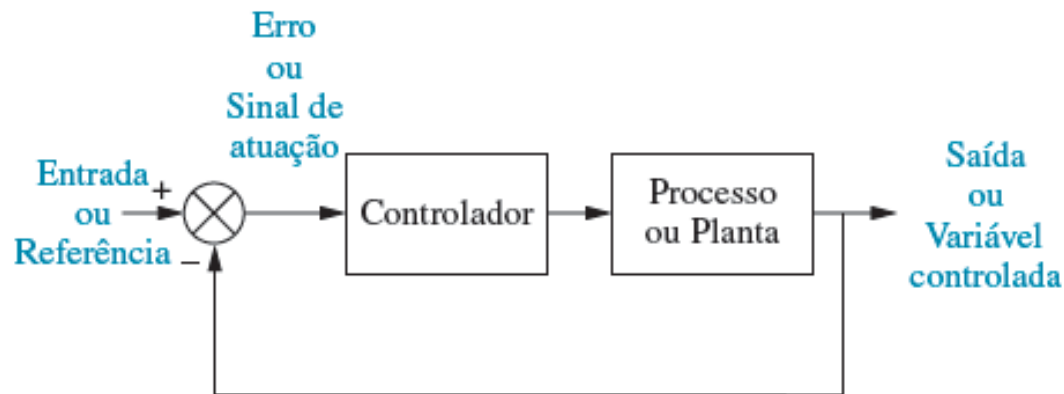 Erro
ou
Sinal de
atuação
Entrada
ou
Referência
+
−
Controlador
Processo
ou Planta
Saída
ou
Variável
controlada